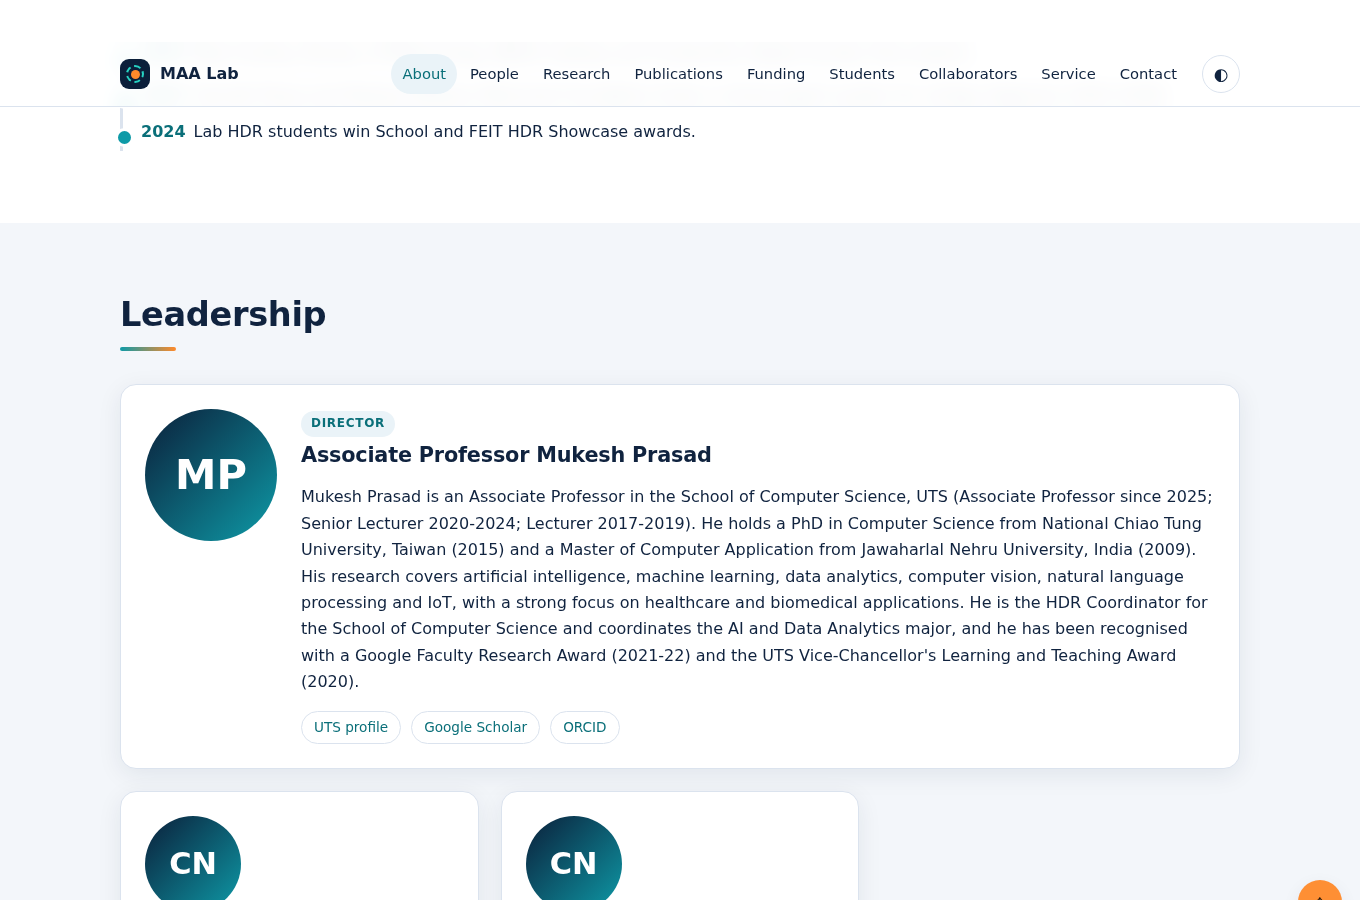 MAA Lab
About
People
Research
Publications
Funding
Students
Collaborators
Service
Contact
2024 Lab HDR students win School and FEIT HDR Showcase awards.
Leadership
MP
DIRECTOR
Associate Professor Mukesh Prasad
Mukesh Prasad is an Associate Professor in the School of Computer Science, UTS (Associate Professor since 2025;
Senior Lecturer 2020-2024; Lecturer 2017-2019). He holds a PhD in Computer Science from National Chiao Tung
University, Taiwan (2015) and a Master of Computer Application from Jawaharlal Nehru University, India (2009).
His research covers artificial intelligence, machine learning, data analytics, computer vision, natural language
processing and IoT, with a strong focus on healthcare and biomedical applications. He is the HDR Coordinator for
the School of Computer Science and coordinates the AI and Data Analytics major, and he has been recognised
with a Google Faculty Research Award (2021-22) and the UTS Vice-Chancellor's Learning and Teaching Award
(2020).
UTS profile
Google Scholar
ORCID
CN
CN